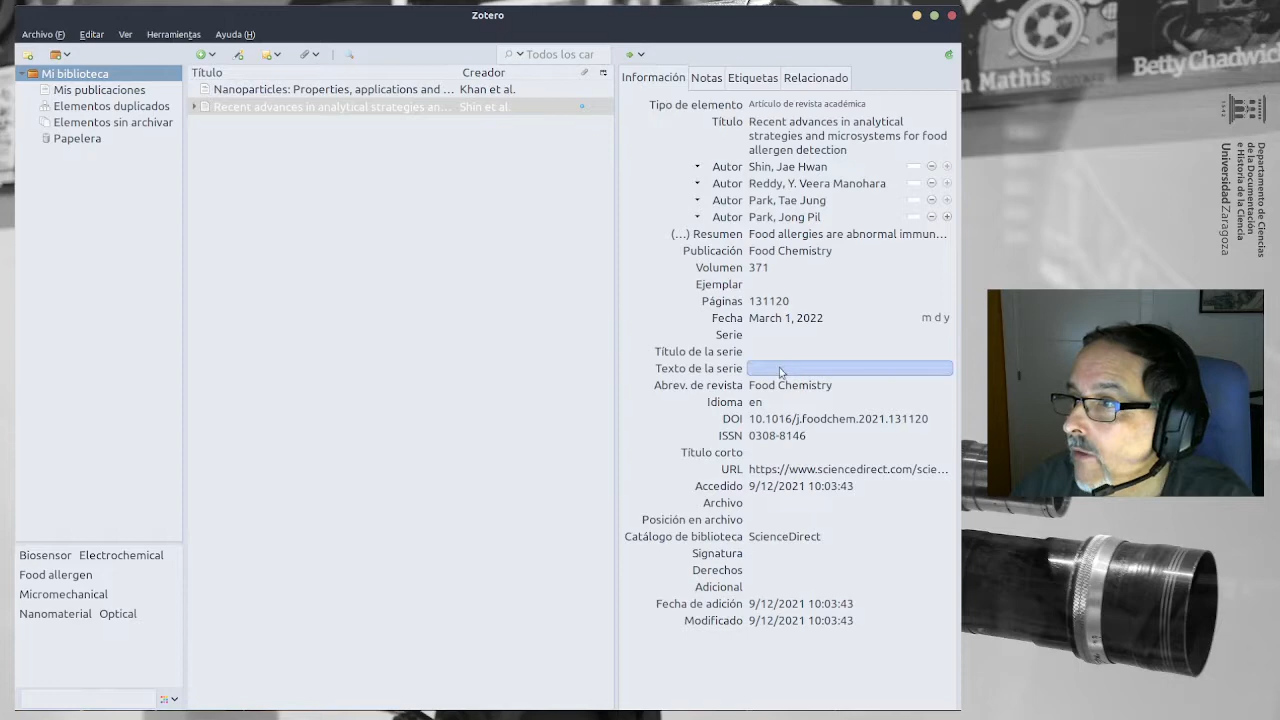 Zotero
Archivo (F) Editar Ver Herramientas Ayuda (H)
Todos los car
Mi biblioteca
Mis publicaciones
Elementos duplicados
Elementos sin archivar
Papelera
Biosensor Electrochemical
Food allergen
Micromechanical
Nanomaterial Optical
Título Creador
Nanoparticles: Properties, applications and ... Khan et al.
Recent advances in analytical strategies an... Shin et al.
Información Notas Etiquetas Relacionado
Tipo de elemento Artículo de revista académica
Título Recent advances in analytical
strategies and microsystems for food
allergen detection
Autor Shin, Jae Hwan
Autor Reddy, Y. Veera Manohara
Autor Park, Tae Jung
Autor Park, Jong Pil
(...) Resumen Food allergies are abnormal immun...
Publicación Food Chemistry
Volumen 371
Ejemplar
Páginas 131120
Fecha March 1, 2022 m d y
Serie
Título de la serie
Texto de la serie
Abrev. de revista Food Chemistry
Idioma en
DOI 10.1016/j.foodchem.2021.131120
ISSN 0308-8146
Título corto
URL https://www.sciencedirect.com/scie...
Accedido 9/12/2021 10:03:43
Archivo
Posición en archivo
Catálogo de biblioteca ScienceDirect
Signatura
Derechos
Adicional
Fecha de adición 9/12/2021 10:03:43
Modificado 9/12/2021 10:03:43
n Mathis
Betty Chadwick
1542
Departamento de Ciencias
de la Documentación
e Historia de la Ciencia
Universidad Zaragoza